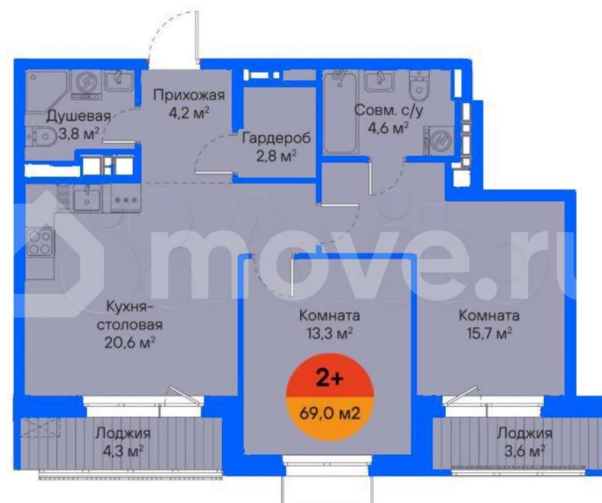 Прихожая
4,2 м²
Душевая
3,8 м²
Гардероб
2,8 м²
Совм. с/у
4,6 м²
move.ru
Кухня-
столовая
20,6 м²
Комната
13,3 м²
Комната
15,7 м²
2+
69,0 м2
Лоджия
4,3 м²
Лоджия
3,6 м²